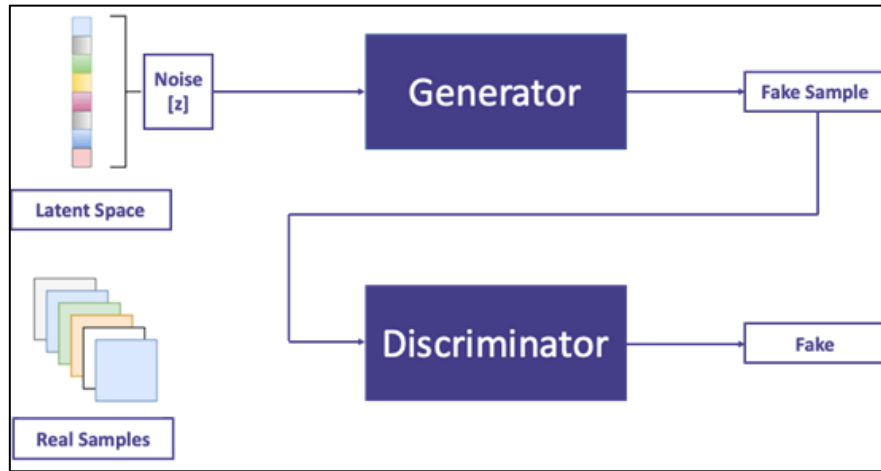 Noise
[z]
Generator
Fake Sample
Latent Space
Discriminator
Fake
Real Samples